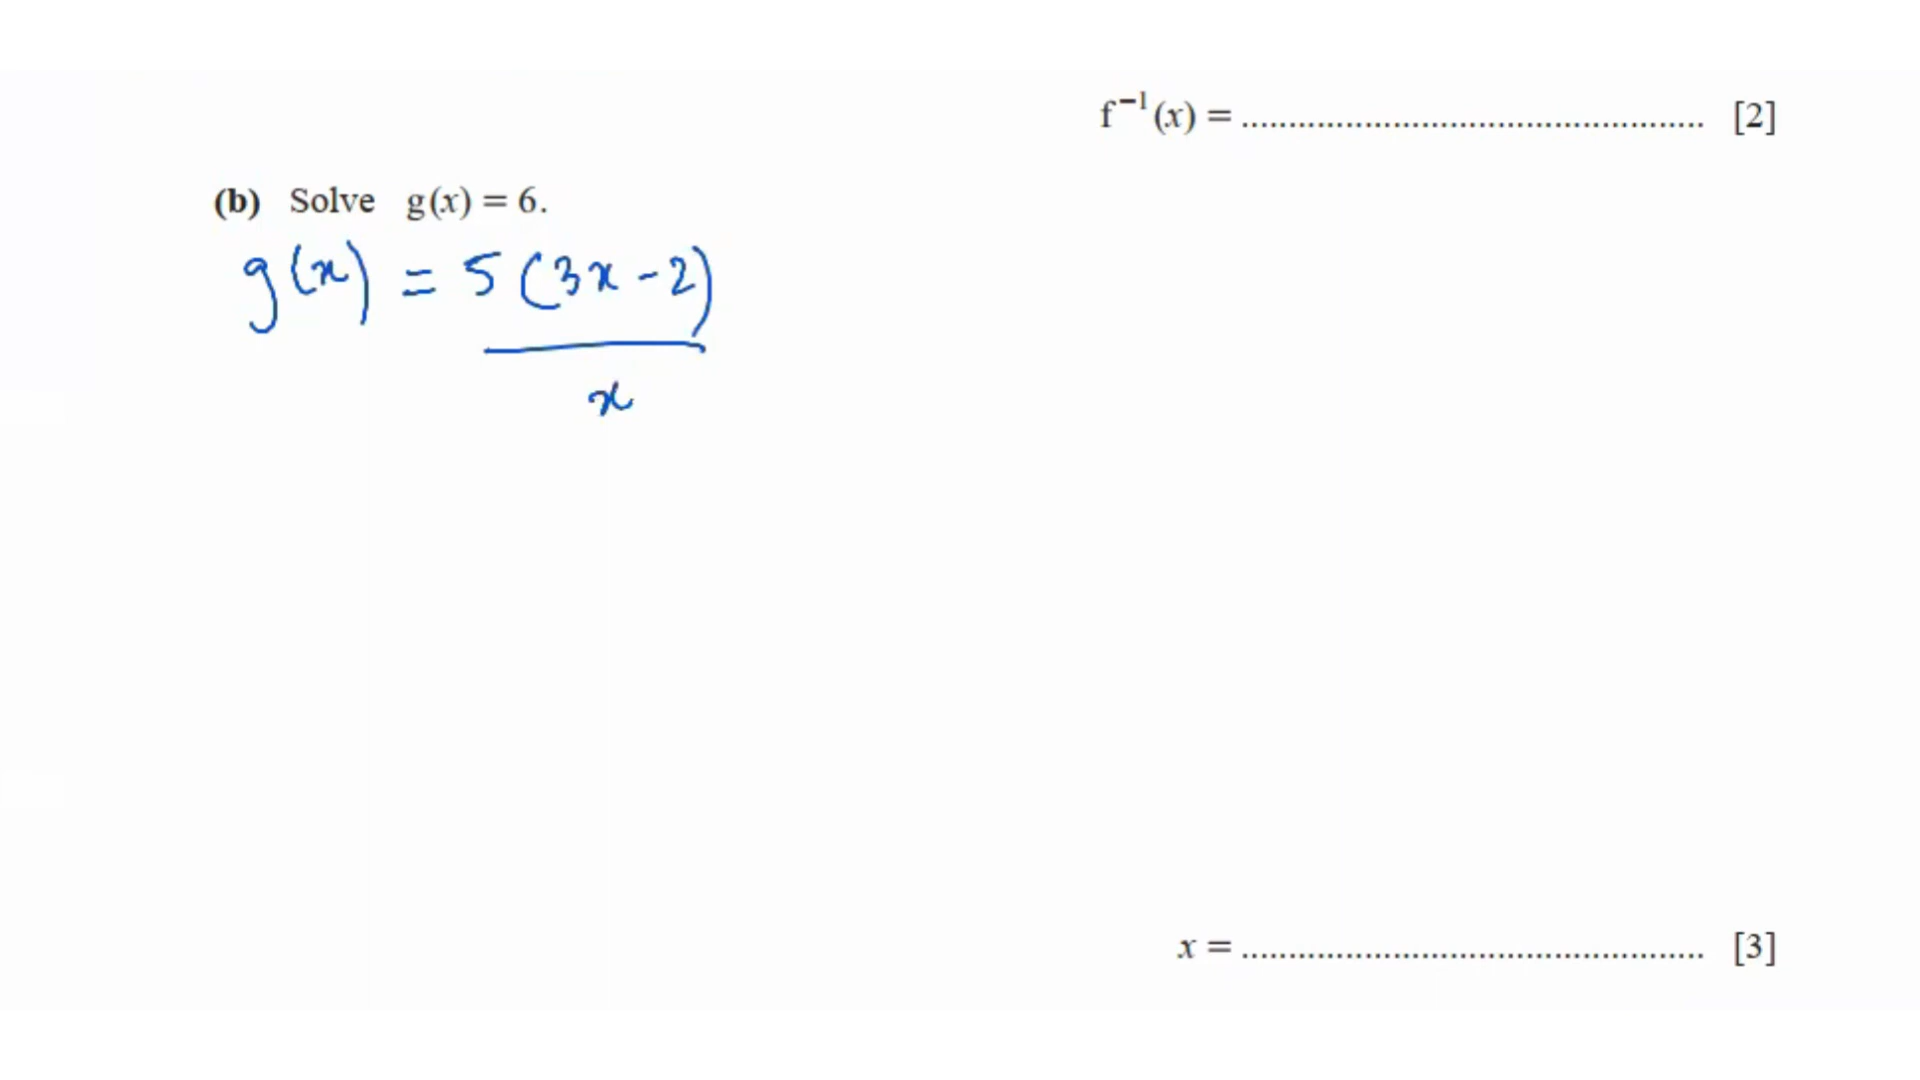 f⁻¹(x) = ................................................ [2]
(b) Solve g(x) = 6.
g(x) = 5(3x-2)
x
x = ................................................ [3]